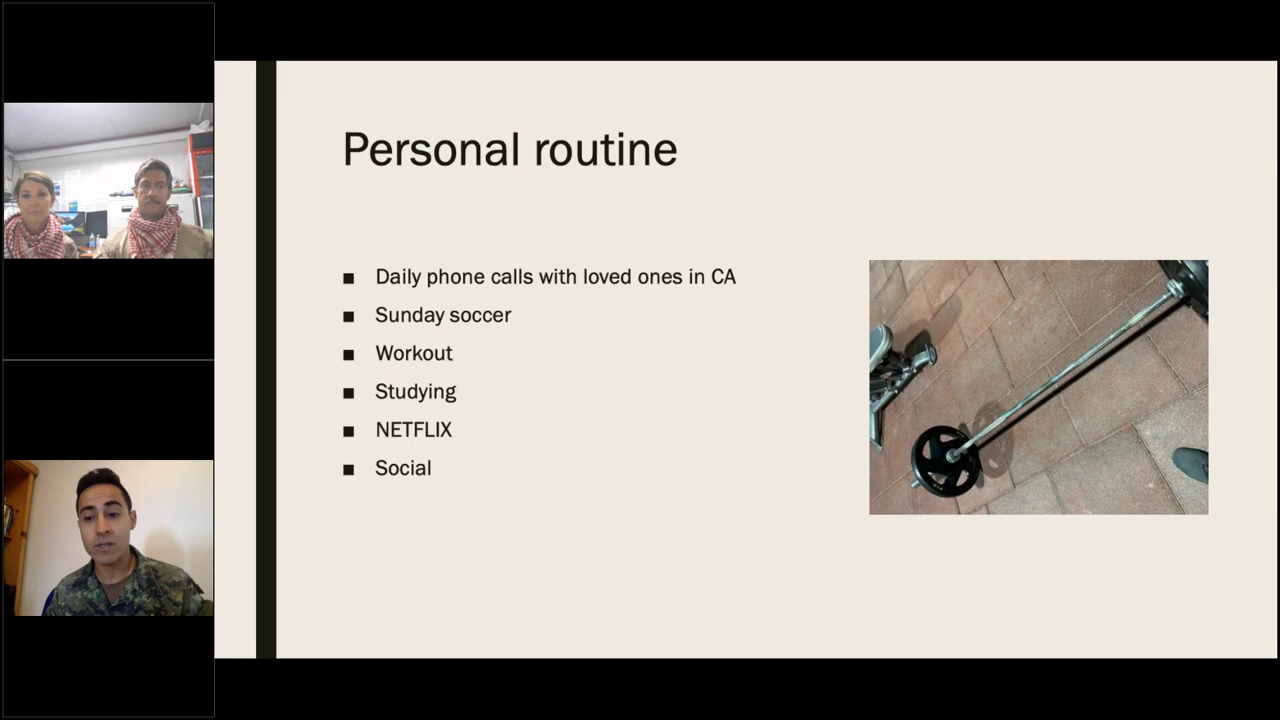 Personal routine
Daily phone calls with loved ones in CA
Sunday soccer
Workout
Studying
NETFLIX
Social